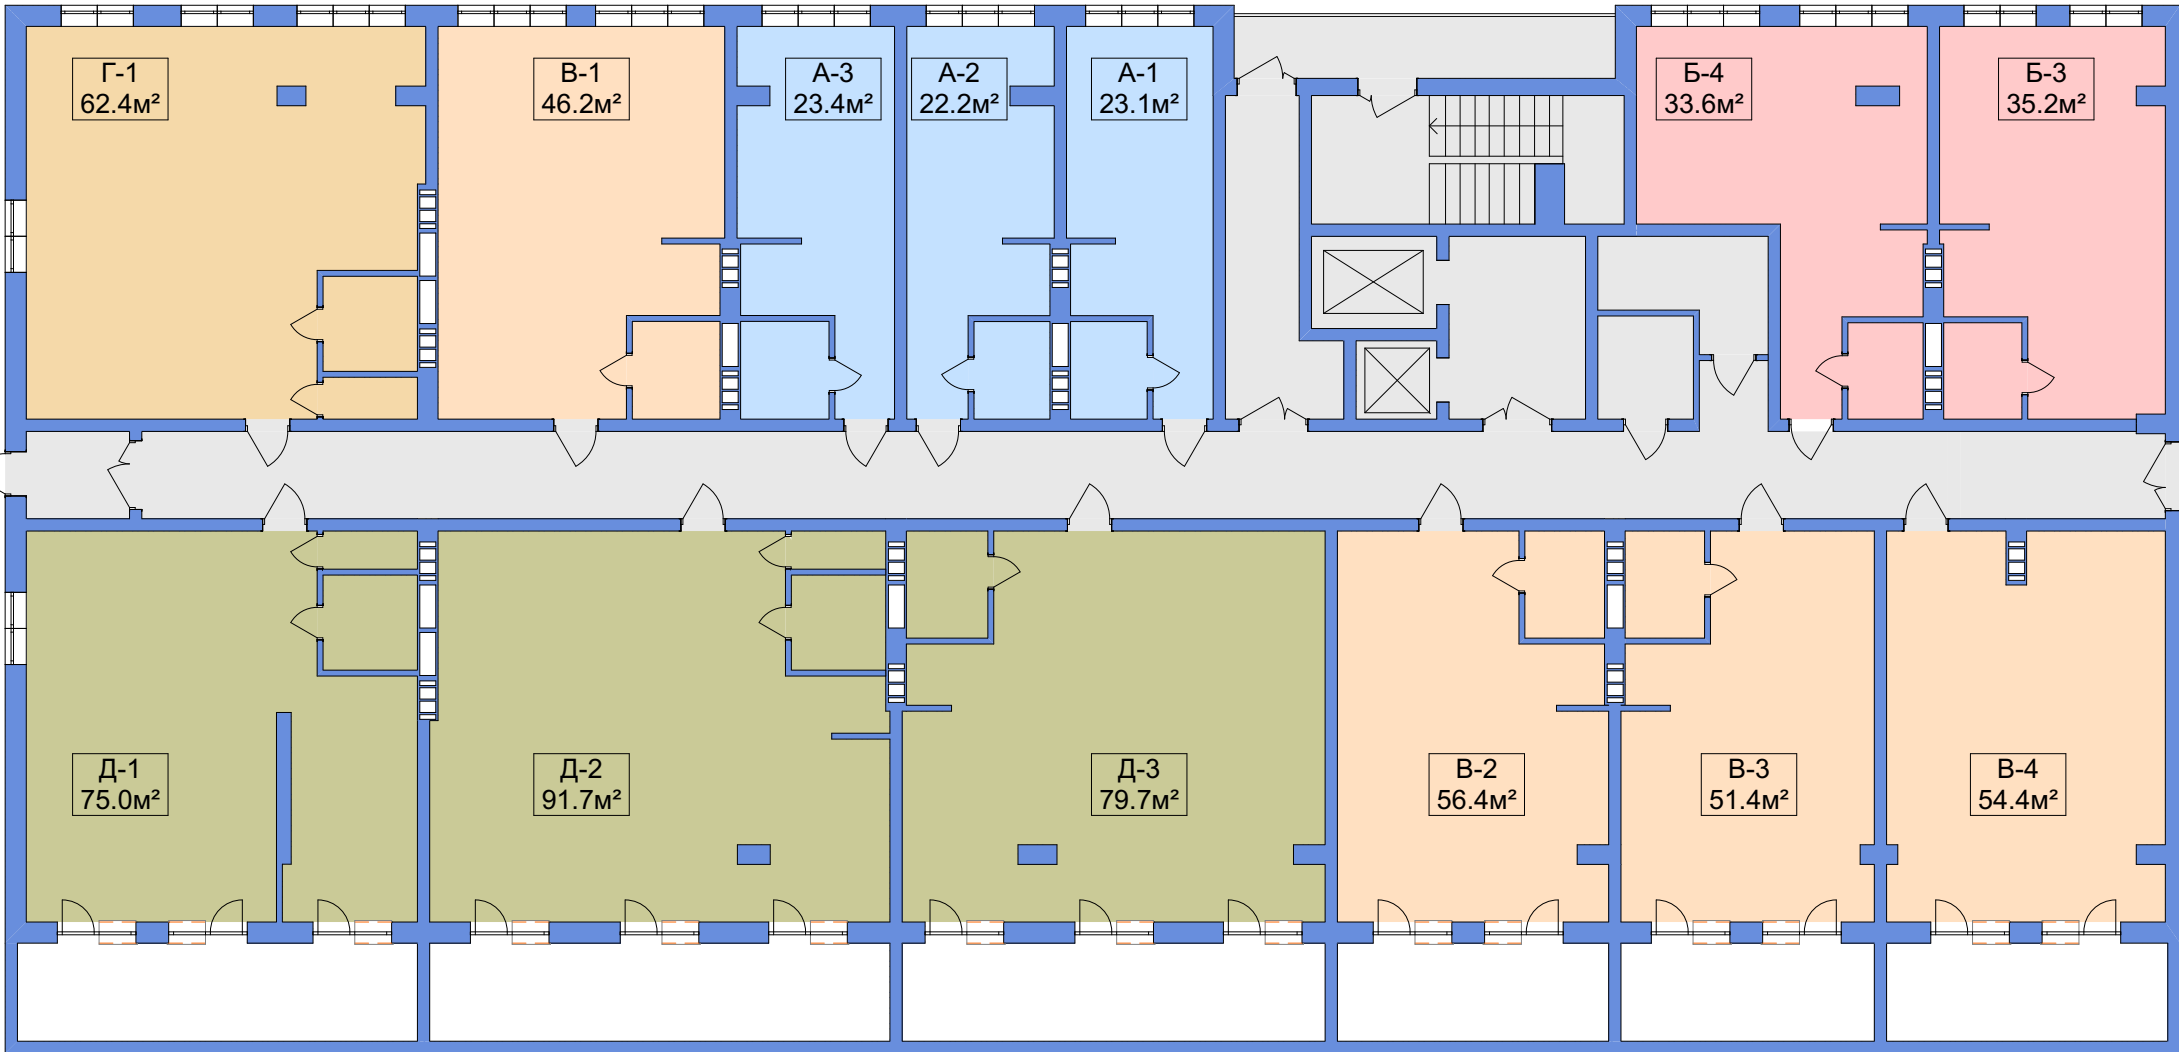 Г-1
62.4м²
В-1
46.2м²
А-3
23.4м²
А-2
22.2м²
А-1
23.1м²
Б-4
33.6м²
Б-3
35.2м²
Д-1
75.0м²
Д-2
91.7м²
Д-3
79.7м²
В-2
56.4м²
В-3
51.4м²
В-4
54.4м²